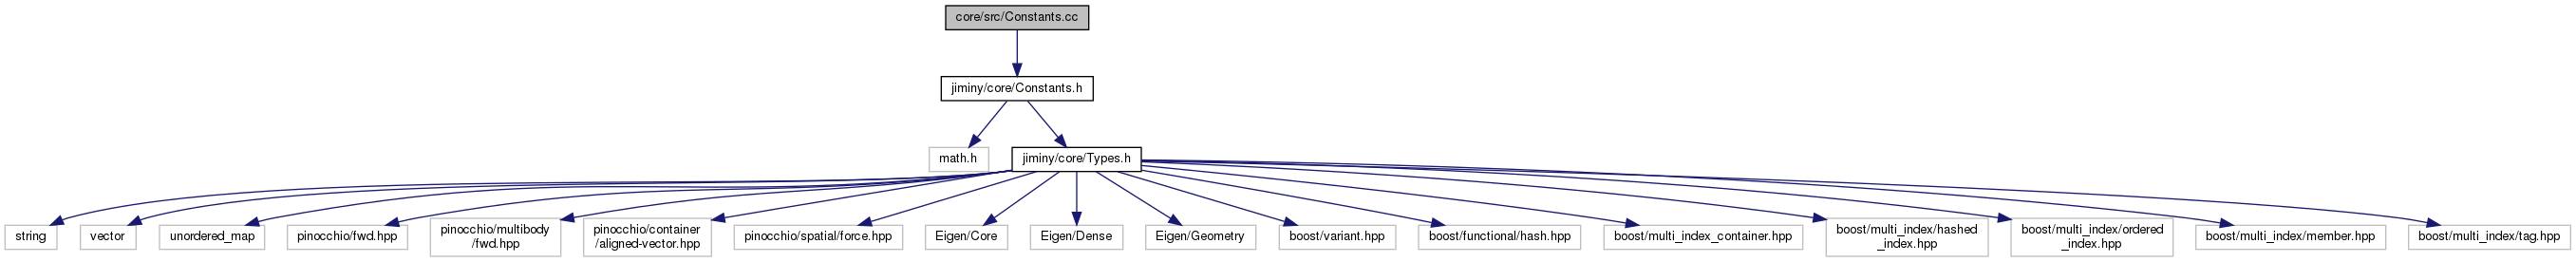 core/src/Constants.cc
jiminy/core/Constants.h
math.h
jiminy/core/Types.h
string
vector
unordered_map
pinocchio/fwd.hpp
pinocchio/multibody
/fwd.hpp
pinocchio/container
/aligned-vector.hpp
pinocchio/spatial/force.hpp
Eigen/Core
Eigen/Dense
Eigen/Geometry
boost/variant.hpp
boost/functional/hash.hpp
boost/multi_index_container.hpp
boost/multi_index/hashed
_index.hpp
boost/multi_index/ordered
_index.hpp
boost/multi_index/member.hpp
boost/multi_index/tag.hpp